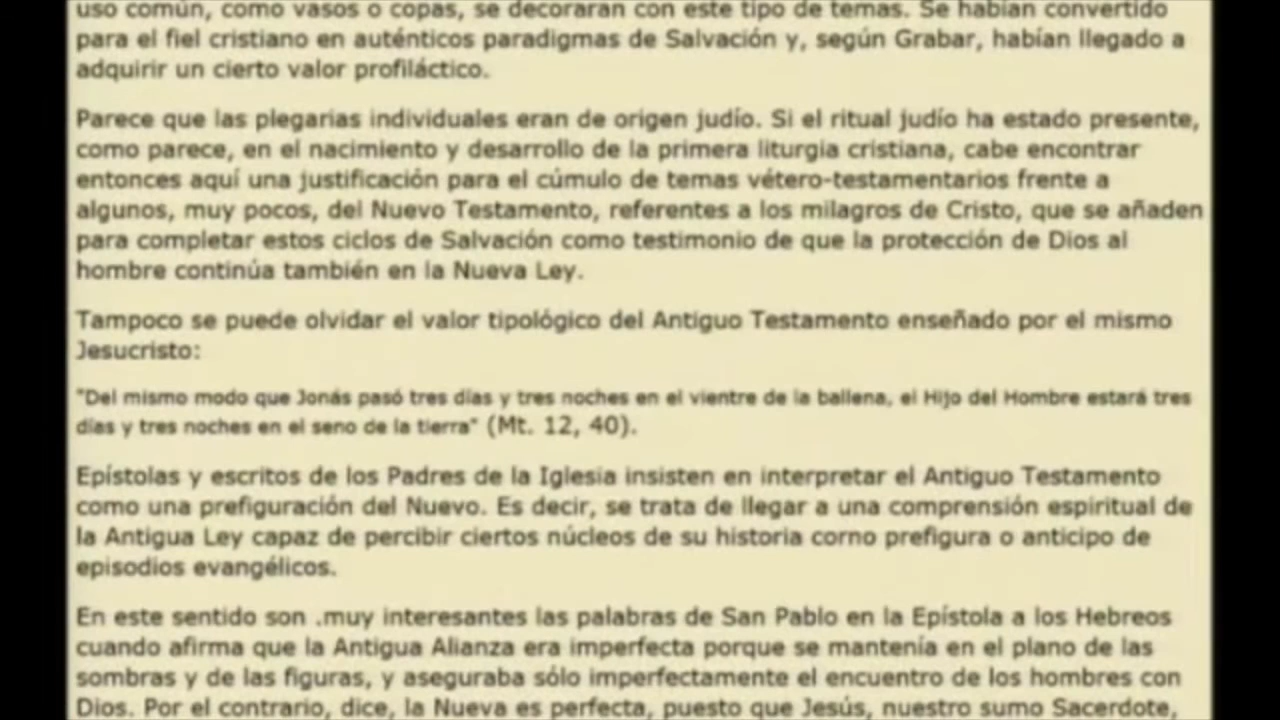 uso común, como vasos o copas, se decoraran con este tipo de temas. Se habían convertido
para el fiel cristiano en auténticos paradigmas de Salvación y, según Grabar, habían llegado a
adquirir un cierto valor profiláctico.
Parece que las plegarias individuales eran de origen judío. Si el ritual judío ha estado presente,
como parece, en el nacimiento y desarrollo de la primera liturgia cristiana, cabe encontrar
entonces aquí una justificación para el cúmulo de temas vétero-testamentarios frente a
algunos, muy pocos, del Nuevo Testamento, referentes a los milagros de Cristo, que se añaden
para completar estos ciclos de Salvación como testimonio de que la protección de Dios al
hombre continúa también en la Nueva Ley.
Tampoco se puede olvidar el valor tipológico del Antiguo Testamento enseñado por el mismo
Jesucristo:
"Del mismo modo que Jonás pasó tres días y tres noches en el vientre de la ballena, el Hijo del Hombre estará tres
días y tres noches en el seno de la tierra" (Mt. 12, 40).
Epístolas y escritos de los Padres de la Iglesia insisten en interpretar el Antiguo Testamento
como una prefiguración del Nuevo. Es decir, se trata de llegar a una comprensión espiritual de
la Antigua Ley capaz de percibir ciertos núcleos de su historia corno prefigura o anticipo de
episodios evangélicos.
En este sentido son .muy interesantes las palabras de San Pablo en la Epístola a los Hebreos
cuando afirma que la Antigua Alianza era imperfecta porque se mantenía en el plano de las
sombras y de las figuras, y aseguraba sólo imperfectamente el encuentro de los hombres con
Dios. Por el contrario, dice, la Nueva es perfecta, puesto que Jesús, nuestro sumo Sacerdote,